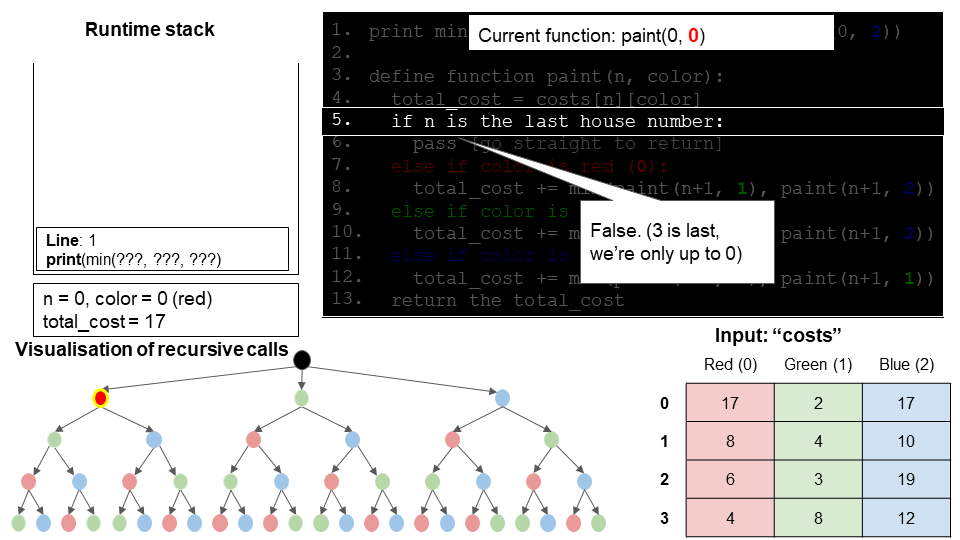 Runtime stack
Line: 1
print(min(???, ???, ???)
n = 0, color = 0 (red)
total_cost = 17
Current function: paint(0, 0)
1. print min 0, 2))
2.
3. define function paint(n, color):
4. total_cost = costs[n][color]
5. if n is the last house number:
6. pass [go straight to return]
7. else if color is red (0):
8. total_cost += min(paint(n+1, 1), paint(n+1, 2))
9. else if color is
10. total_cost += m paint(n+1, 2))
11. else if color is
12. total_cost += paint(n+1, 1))
13. return the total_cost
False. (3 is last,
we're only up to 0)
Visualisation of recursive calls
Input: “costs”
Red (0) Green (1) Blue (2)
0 17 2 17
1 8 4 10
2 6 3 19
3 4 8 12